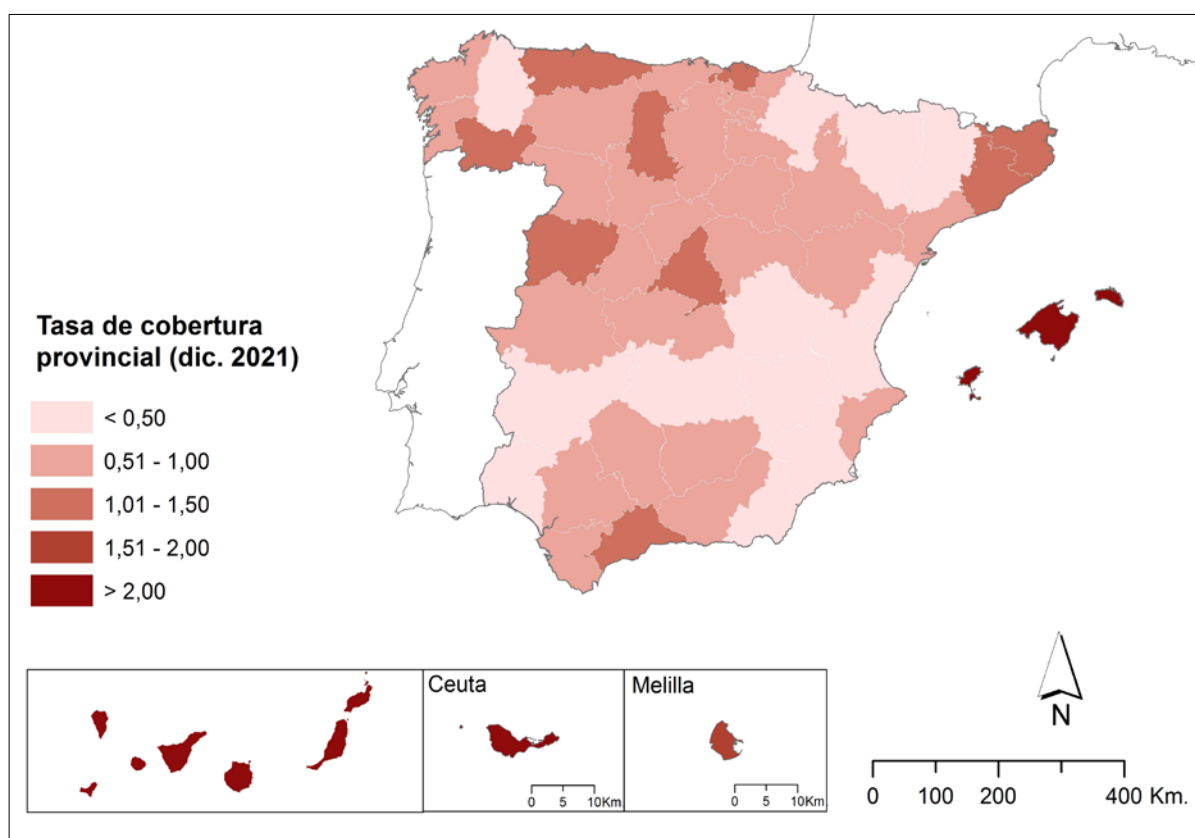 Tasa de cobertura
provincial (dic. 2021)
< 0,50
0,51 - 1,00
1,01 - 1,50
1,51 - 2,00
> 2,00
Ceuta
0 5 10Km.
Melilla
0 5 10Km.
N
0 100 200 400 Km.